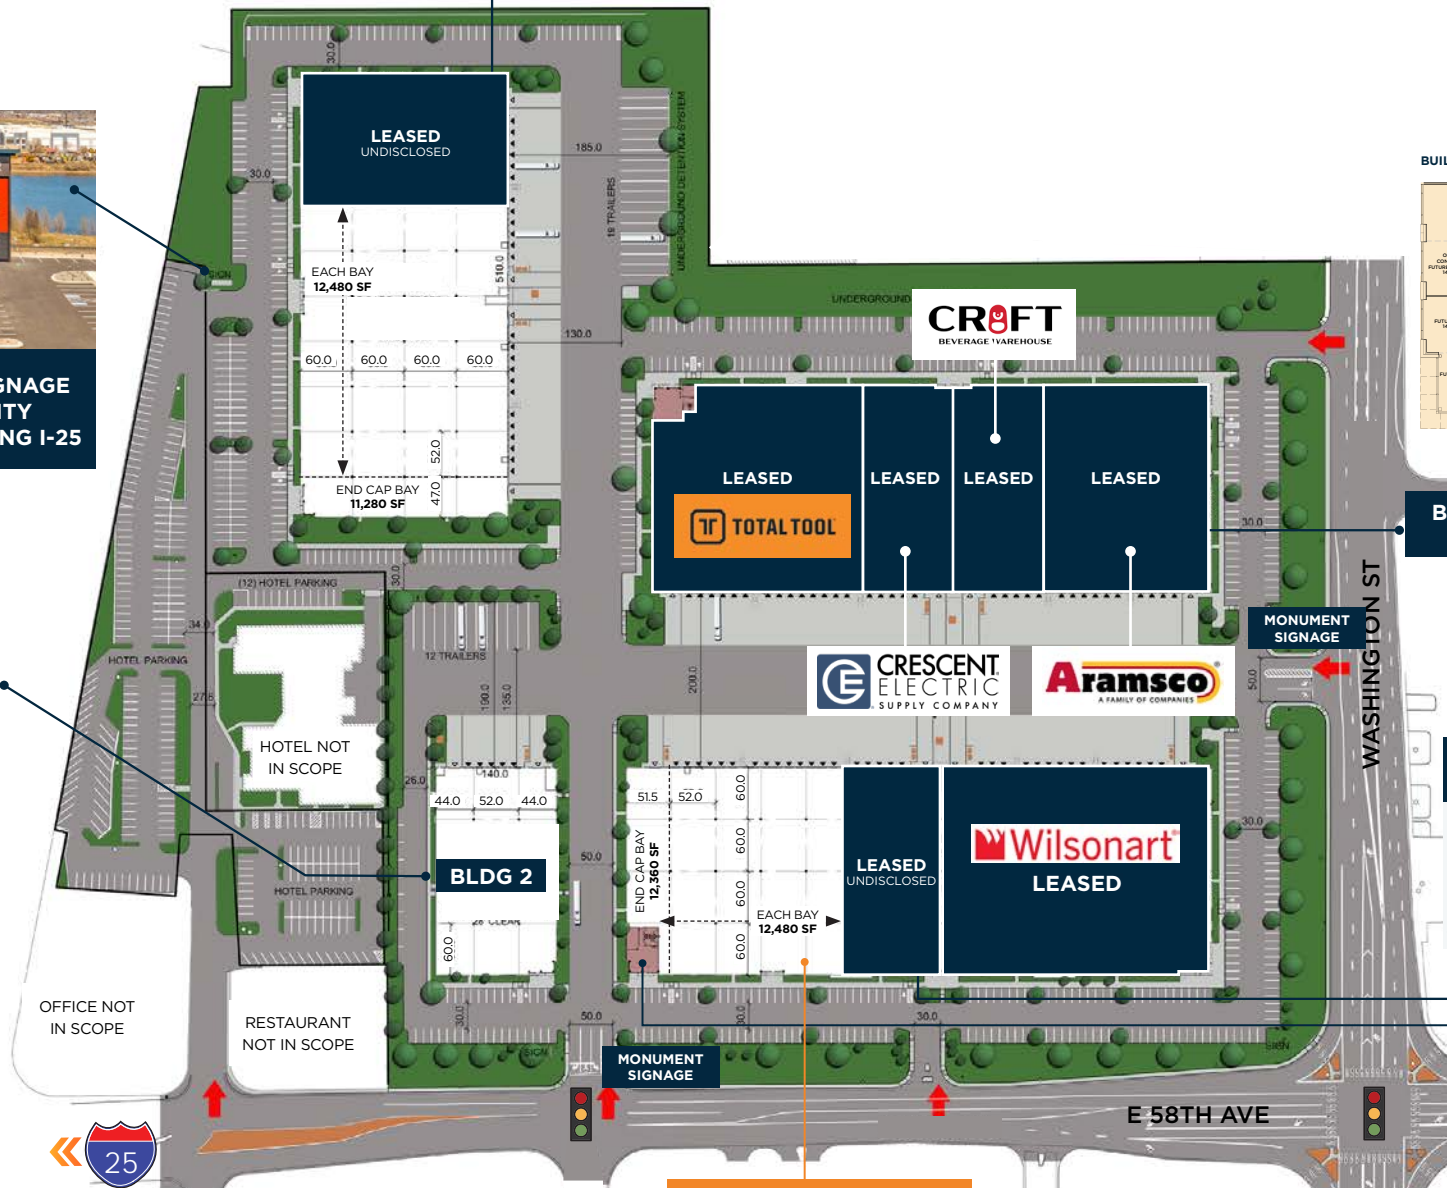 30.0
LEASED
UNDISCLOSED
185.0
30.0
19 TRAILERS
UNDERGROUND DETENTION SYSTEM
SIGN
EACH BAY
12,480 SF
510.0
130.0
60.0
60.0
60.0
60.0
52.0
47.0
END CAP BAY
11,280 SF
GNAGE
ITY
NG I-25
BUIL
UNDERGROUND
CRAFT
BEVERAGE WAREHOUSE
LEASED
TOTAL TOOL
LEASED
LEASED
LEASED
30.0
B
WASHINGTON ST
MONUMENT
SIGNAGE
50.0
(12) HOTEL PARKING
30.0
34.0
HOTEL PARKING
27.5
12 TRAILERS
190.0
135.0
200.0
CRESCENT
ELECTRIC
SUPPLY COMPANY
Aramsco
A FAMILY OF COMPANIES
HOTEL NOT
IN SCOPE
26.0
140.0
44.0
52.0
44.0
BLDG 2
28' CLEAR
60.0
HOTEL PARKING
50.0
51.5
52.0
60.0
60.0
60.0
60.0
END CAP BAY
12,360 SF
EACH BAY
12,480 SF
LEASED
UNDISCLOSED
Wilsonart
LEASED
30.0
OFFICE NOT
IN SCOPE
RESTAURANT
NOT IN SCOPE
30.0
50.0
30.0
30.0
SIGN
SIGN
MONUMENT
SIGNAGE
E 58TH AVE
25